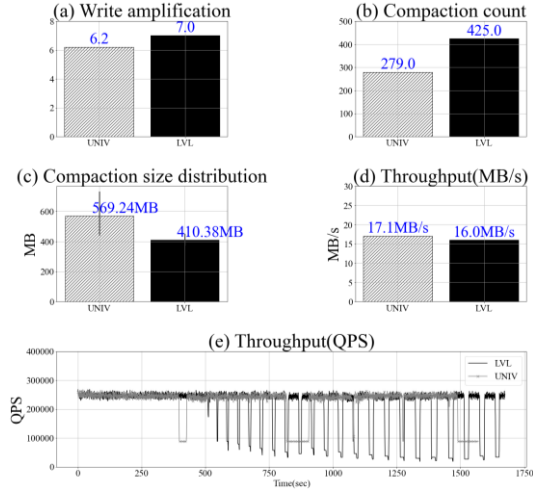 (a) Write amplification
8
6
4
2
0
6.2
7.0
UNIV
LVL
(b) Compaction count
500
400
300
200
100
0
279.0
425.0
UNIV
LVL
(c) Compaction size distribution
MB
600
400
200
0
569.24MB
410.38MB
UNIV
LVL
(d) Throughput(MB/s)
MB/s
30
25
20
15
10
5
0
17.1MB/s
16.0MB/s
UNIV
LVL
(e) Throughput(QPS)
QPS
400000
300000
200000
100000
0
LVL
UNIV
0
250
500
750
1000
1250
1500
1750
Time(sec)